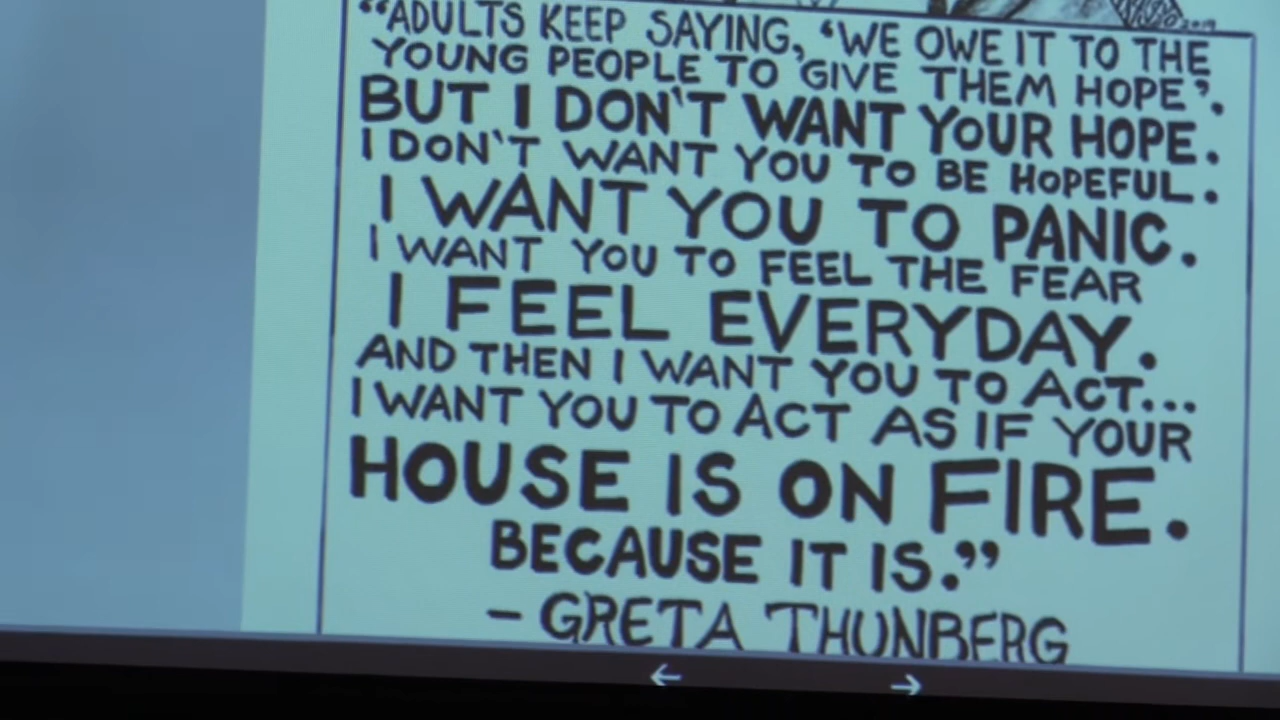 “ADULTS KEEP SAYING, ‘WE OWE IT TO THE
YOUNG PEOPLE TO GIVE THEM HOPE’.
BUT I DON'T WANT YOUR HOPE.
I DON'T WANT YOU TO BE HOPEFUL.
I WANT YOU TO PANIC.
I WANT YOU TO FEEL THE FEAR
I FEEL EVERYDAY.
AND THEN I WANT YOU TO ACT...
I WANT YOU TO ACT AS IF YOUR
HOUSE IS ON FIRE.
BECAUSE IT IS.”
– GRETA THUNBERG